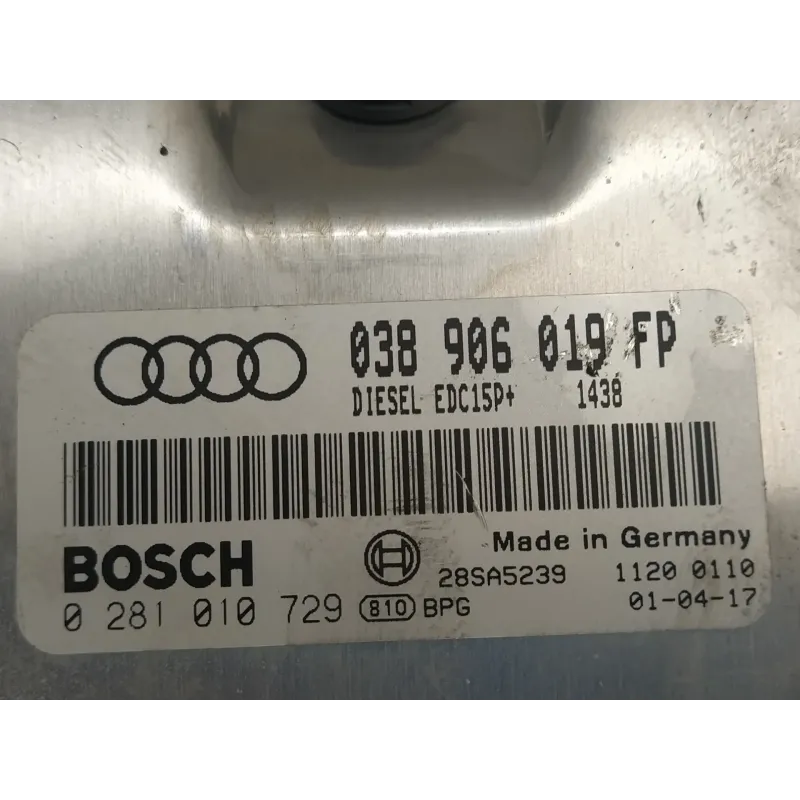 038 906 019 FP
DIESEL EDC15P+ 1438
BOSCH
Made in Germany
28SA5239 1120 0110
0 281 010 729 810 BPG 01-04-17